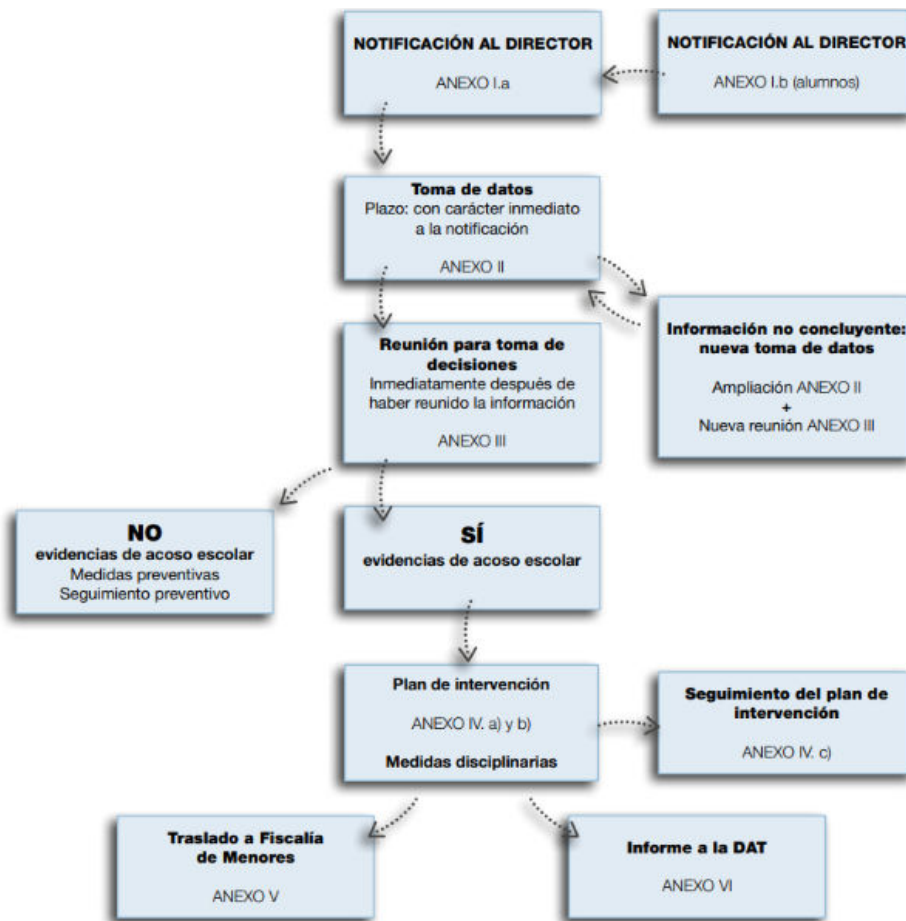 NOTIFICACIÓN AL DIRECTOR
ANEXO I.a
NOTIFICACIÓN AL DIRECTOR
ANEXO I.b (alumnos)
Toma de datos
Plazo: con carácter inmediato
a la notificación
ANEXO II
Reunión para toma de
decisiones
Inmediatamente después de
haber reunido la información
ANEXO III
Información no concluyente:
nueva toma de datos
Ampliación ANEXO II
+
Nueva reunión ANEXO III
NO
evidencias de acoso escolar
Medidas preventivas
Seguimiento preventivo
SÍ
evidencias de acoso escolar
Plan de intervención
ANEXO IV. a) y b)
Medidas disciplinarias
Seguimiento del plan de
intervención
ANEXO IV. c)
Traslado a Fiscalía
de Menores
ANEXO V
Informe a la DAT
ANEXO VI